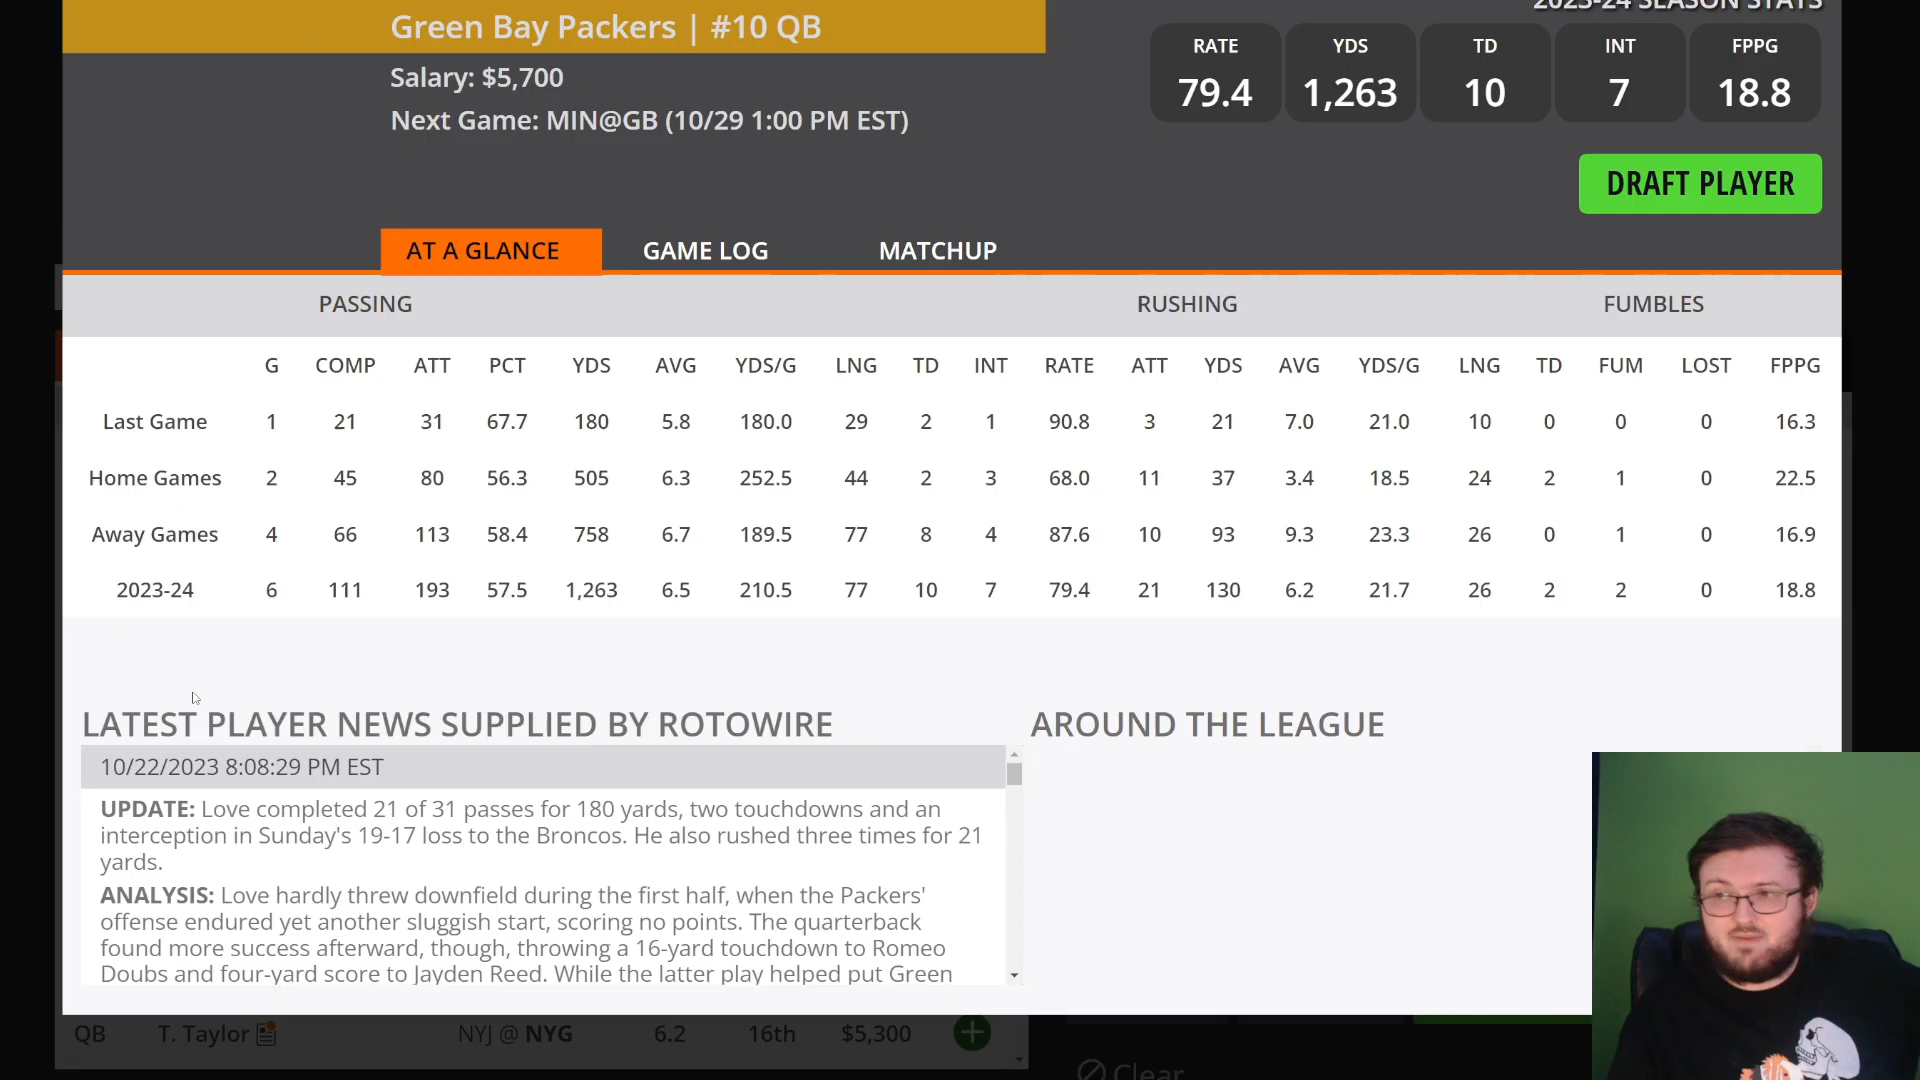 2023-24 SEASON STATS
Green Bay Packers | #10 QB
Salary: $5,700
Next Game: MIN@GB (10/29 1:00 PM EST)
RATE YDS TD INT FPPG
79.4 1,263 10 7 18.8
DRAFT PLAYER
AT A GLANCE GAME LOG MATCHUP
PASSING RUSHING FUMBLES
G COMP ATT PCT YDS AVG YDS/G LNG TD INT RATE ATT YDS AVG YDS/G LNG TD FUM LOST FPPG
Last Game 1 21 31 67.7 180 5.8 180.0 29 2 1 90.8 3 21 7.0 21.0 10 0 0 0 16.3
Home Games 2 45 80 56.3 505 6.3 252.5 44 2 3 68.0 11 37 3.4 18.5 24 2 1 0 22.5
Away Games 4 66 113 58.4 758 6.7 189.5 77 8 4 87.6 10 93 9.3 23.3 26 0 1 0 16.9
2023-24 6 111 193 57.5 1,263 6.5 210.5 77 10 7 79.4 21 130 6.2 21.7 26 2 2 0 18.8
LATEST PLAYER NEWS SUPPLIED BY ROTOWIRE
10/22/2023 8:08:29 PM EST
UPDATE: Love completed 21 of 31 passes for 180 yards, two touchdowns and an
interception in Sunday's 19-17 loss to the Broncos. He also rushed three times for 21
yards.
ANALYSIS: Love hardly threw downfield during the first half, when the Packers'
offense endured yet another sluggish start, scoring no points. The quarterback
found more success afterward, though, throwing a 16-yard touchdown to Romeo
Doubs and four-yard score to Jayden Reed. While the latter play helped put Green
AROUND THE LEAGUE
QB T. Taylor NYJ @ NYG 6.2 16th $5,300
Clear